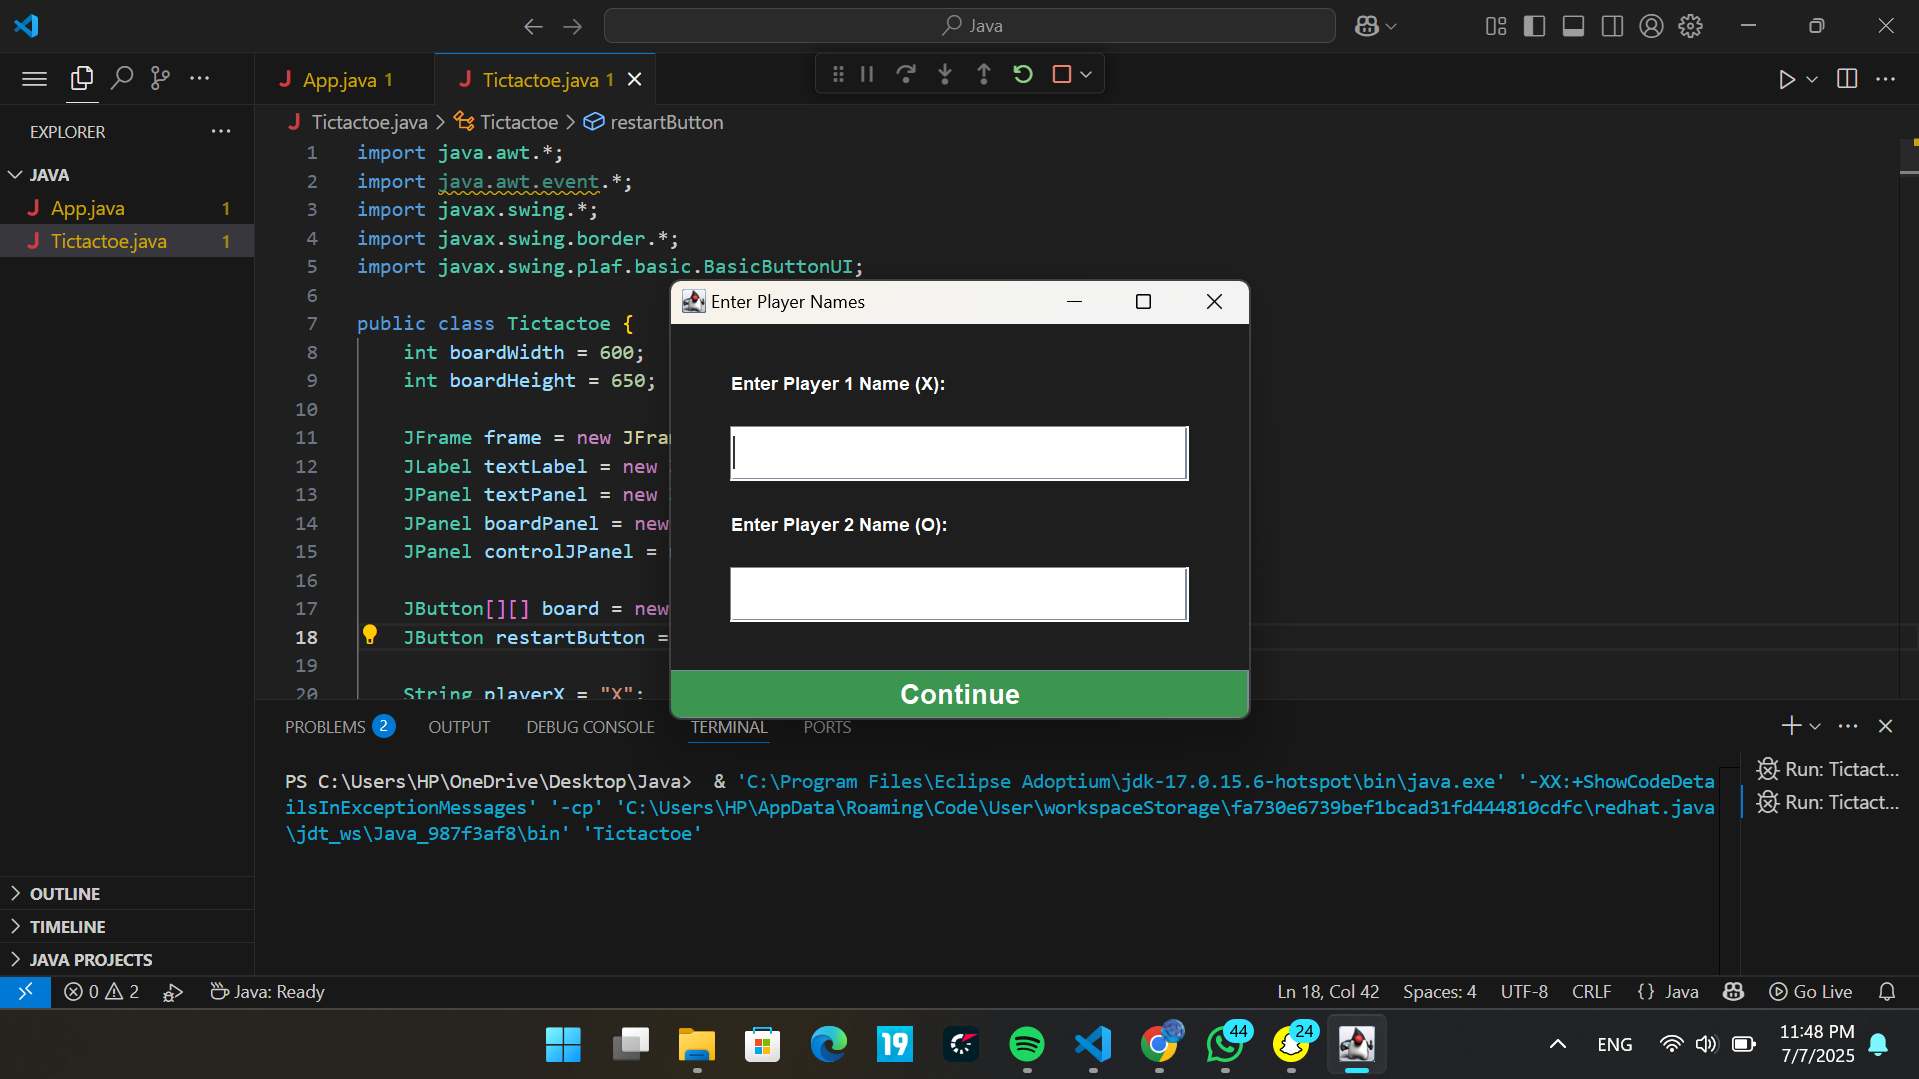 Java
App.java 1
Tictactoe.java 1
EXPLORER
JAVA
App.java 1
Tictactoe.java 1
OUTLINE
TIMELINE
JAVA PROJECTS
Tictactoe.java > Tictactoe > restartButton
1 import java.awt.*;
2 import java.awt.event.*;
3 import javax.swing.*;
4 import javax.swing.border.*;
5 import javax.swing.plaf.basic.BasicButtonUI;
6
7 public class Tictactoe {
8 int boardWidth = 600;
9 int boardHeight = 650;
10
11 JFrame frame = new JFra
12 JLabel textLabel = new
13 JPanel textPanel = new
14 JPanel boardPanel = new
15 JPanel controlJPanel =
16
17 JButton[][] board = new
18 JButton restartButton =
19
20 String playerX = "X";
Enter Player Names
Enter Player 1 Name (X):
Enter Player 2 Name (O):
Continue
PROBLEMS 2 OUTPUT DEBUG CONSOLE TERMINAL PORTS
PS C:\Users\HP\OneDrive\Desktop\Java> & 'C:\Program Files\Eclipse Adoptium\jdk-17.0.15.6-hotspot\bin\java.exe' '-XX:+ShowCodeDeta
ilsInExceptionMessages' '-cp' 'C:\Users\HP\AppData\Roaming\Code\User\workspaceStorage\fa730e6739bef1bcad31fd444810cdfc\redhat.java
\jdt_ws\Java_987f3af8\bin' 'Tictactoe'
Run: Tictact...
Run: Tictact...
0 2 Java: Ready Ln 18, Col 42 Spaces: 4 UTF-8 CRLF {} Java Go Live
19 44 24 ENG 11:48 PM
7/7/2025